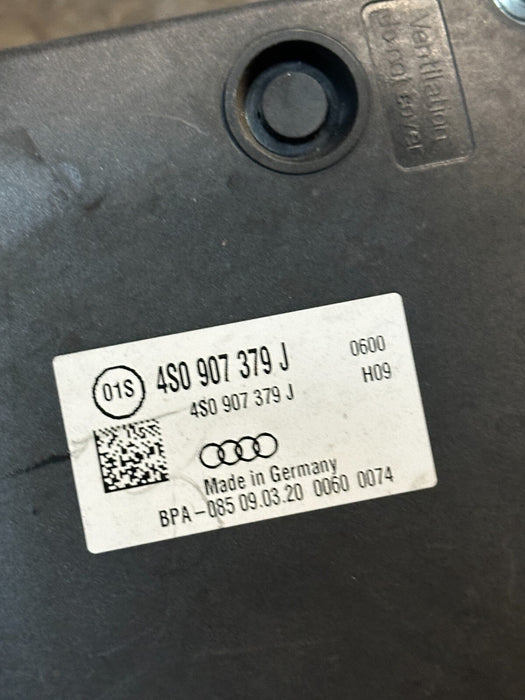 Ventilation
do not cover
01S
4S0 907 379 J
0600
4S0 907 379 J
H09
Made in Germany
BPA-085 09.03.20 0060 0074